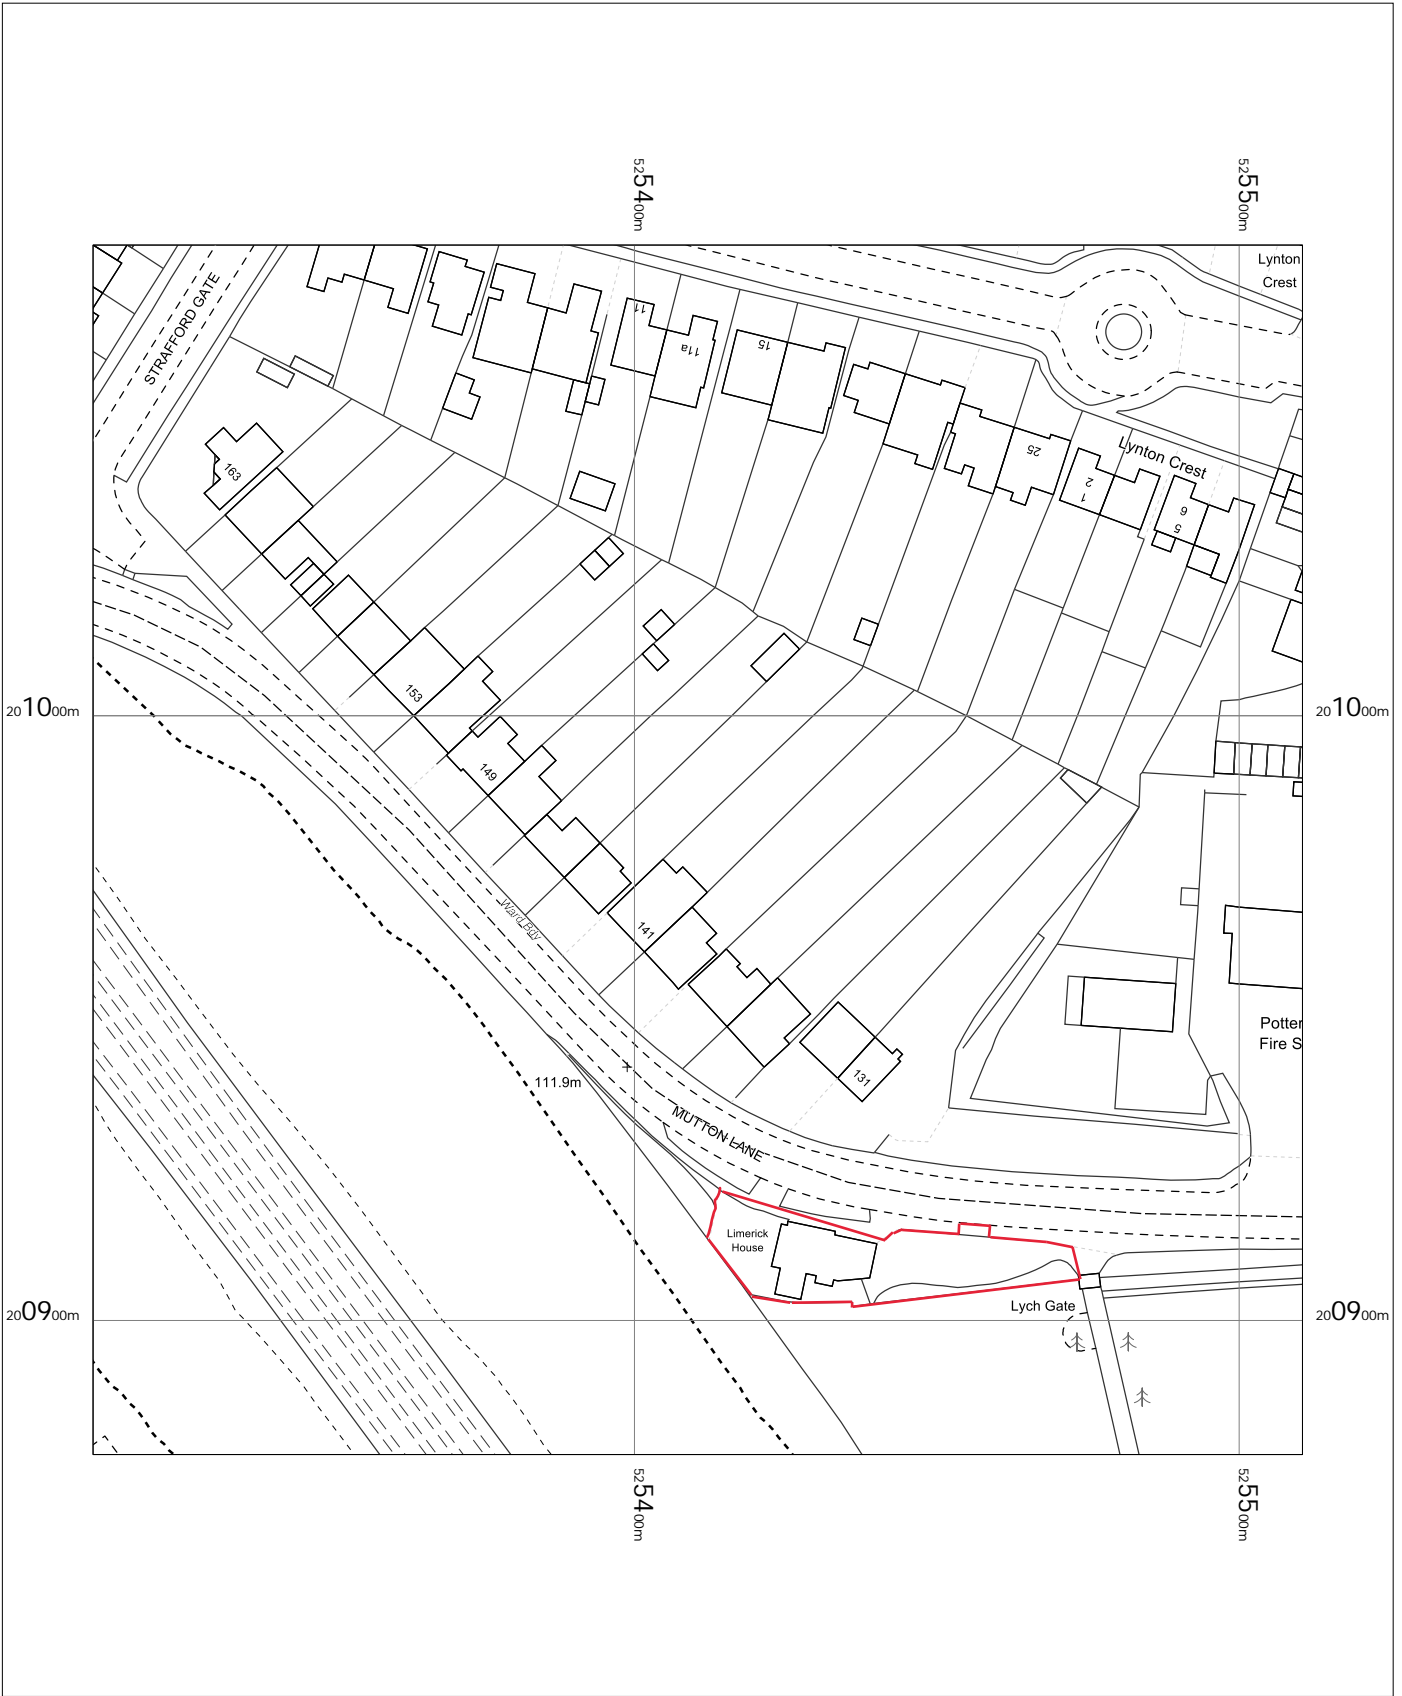 525400m
525500m
Lynton
Crest
STRAFFORD GATE
11
11a
15
25
Lynton Crest
2
1
6
5
163
153
201000m
201000m
149
Ward Bdy
141
Potter
Fire S
131
111.9m
MUTTON LANE
Limerick
House
Lych Gate
200900m
200900m
525400m
525500m